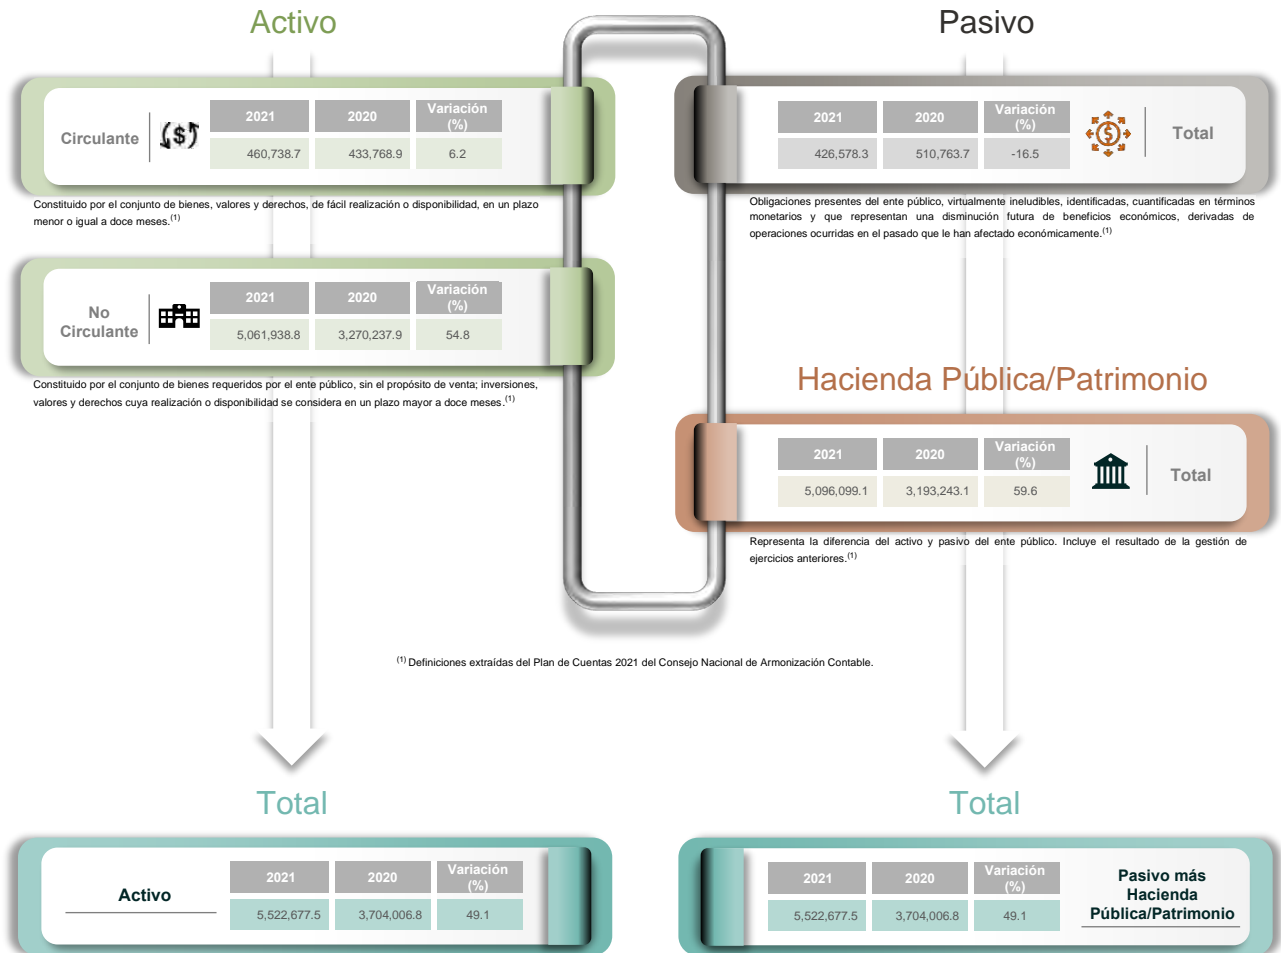 Activo
Circulante
2021 2020 Variación (%)
460,738.7 433,768.9 6.2
Constituido por el conjunto de bienes, valores y derechos, de fácil realización o disponibilidad, en un plazo
menor o igual a doce meses.(1)
No
Circulante
2021 2020 Variación (%)
5,061,938.8 3,270,237.9 54.8
Constituido por el conjunto de bienes requeridos por el ente público, sin el propósito de venta; inversiones,
valores y derechos cuya realización o disponibilidad se considera en un plazo mayor a doce meses.(1)
Pasivo
2021 2020 Variación (%)
426,578.3 510,763.7 -16.5
Total
Obligaciones presentes del ente público, virtualmente ineludibles, identificadas, cuantificadas en términos
monetarios y que representan una disminución futura de beneficios económicos, derivadas de
operaciones ocurridas en el pasado que le han afectado económicamente.(1)
Hacienda Pública/Patrimonio
2021 2020 Variación (%)
5,096,099.1 3,193,243.1 59.6
Total
Representa la diferencia del activo y pasivo del ente público. Incluye el resultado de la gestión de
ejercicios anteriores.(1)
(1) Definiciones extraídas del Plan de Cuentas 2021 del Consejo Nacional de Armonización Contable.
Total
Activo
2021 2020 Variación (%)
5,522,677.5 3,704,006.8 49.1
Total
2021 2020 Variación (%)
5,522,677.5 3,704,006.8 49.1
Pasivo más
Hacienda
Pública/Patrimonio